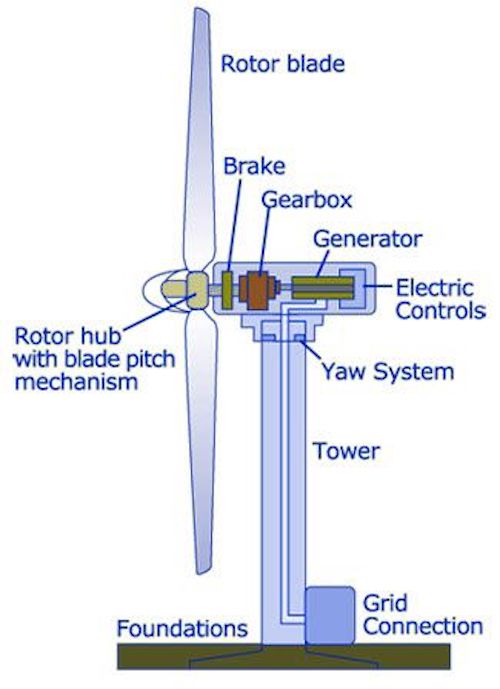 Rotor blade
Brake
Gearbox
Generator
Electric
Controls
Rotor hub
with blade pitch
mechanism
Yaw System
Tower
Grid
Connection
Foundations